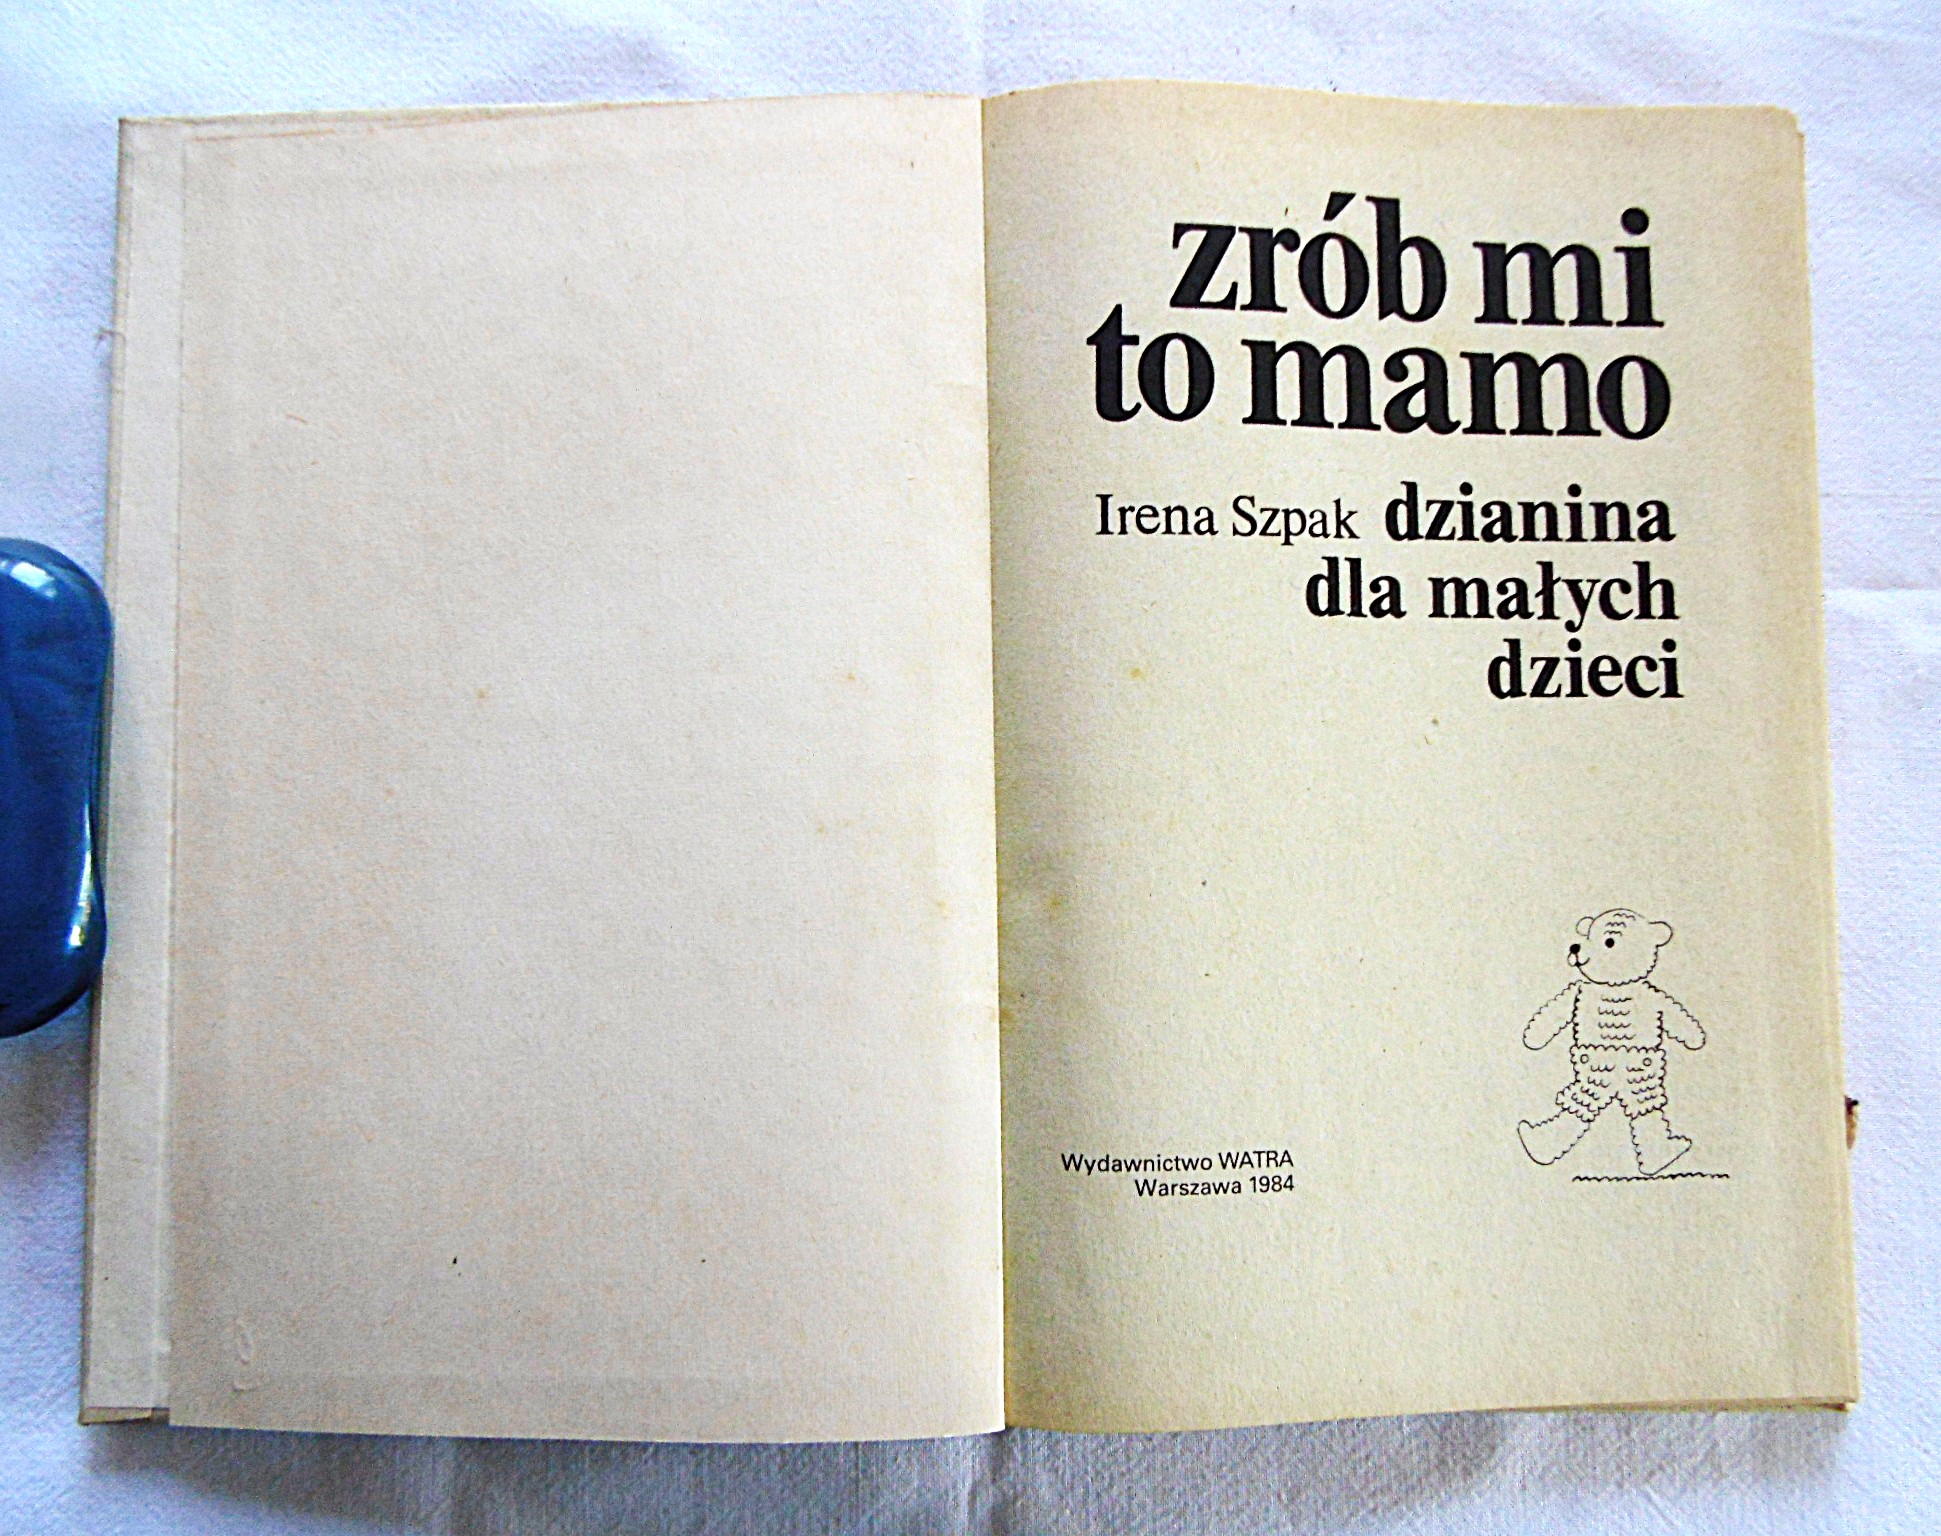 zrób mi
to mamo
Irena Szpak dzianina
dla małych
dzieci
Wydawnictwo WATRA
Warszawa 1984